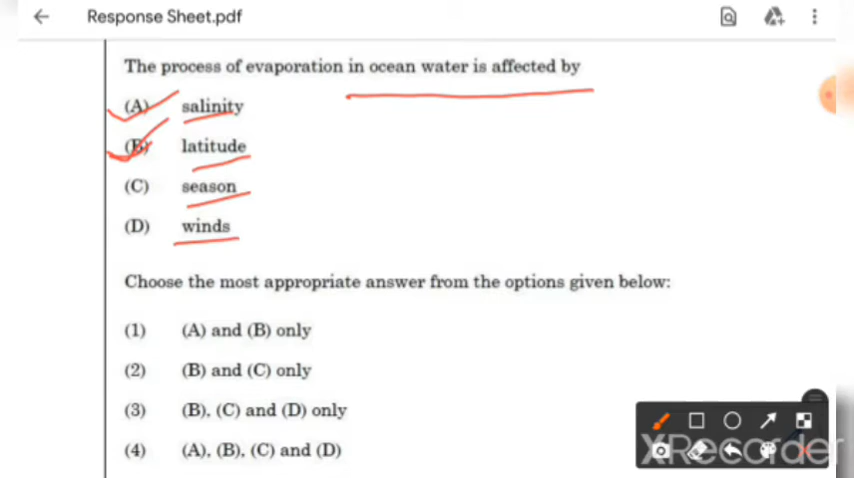 Response Sheet.pdf
The process of evaporation in ocean water is affected by
(A) salinity
(B) latitude
(C) season
(D) winds
Choose the most appropriate answer from the options given below:
(1) (A) and (B) only
(2) (B) and (C) only
(3) (B), (C) and (D) only
(4) (A), (B), (C) and (D)
XRecorder